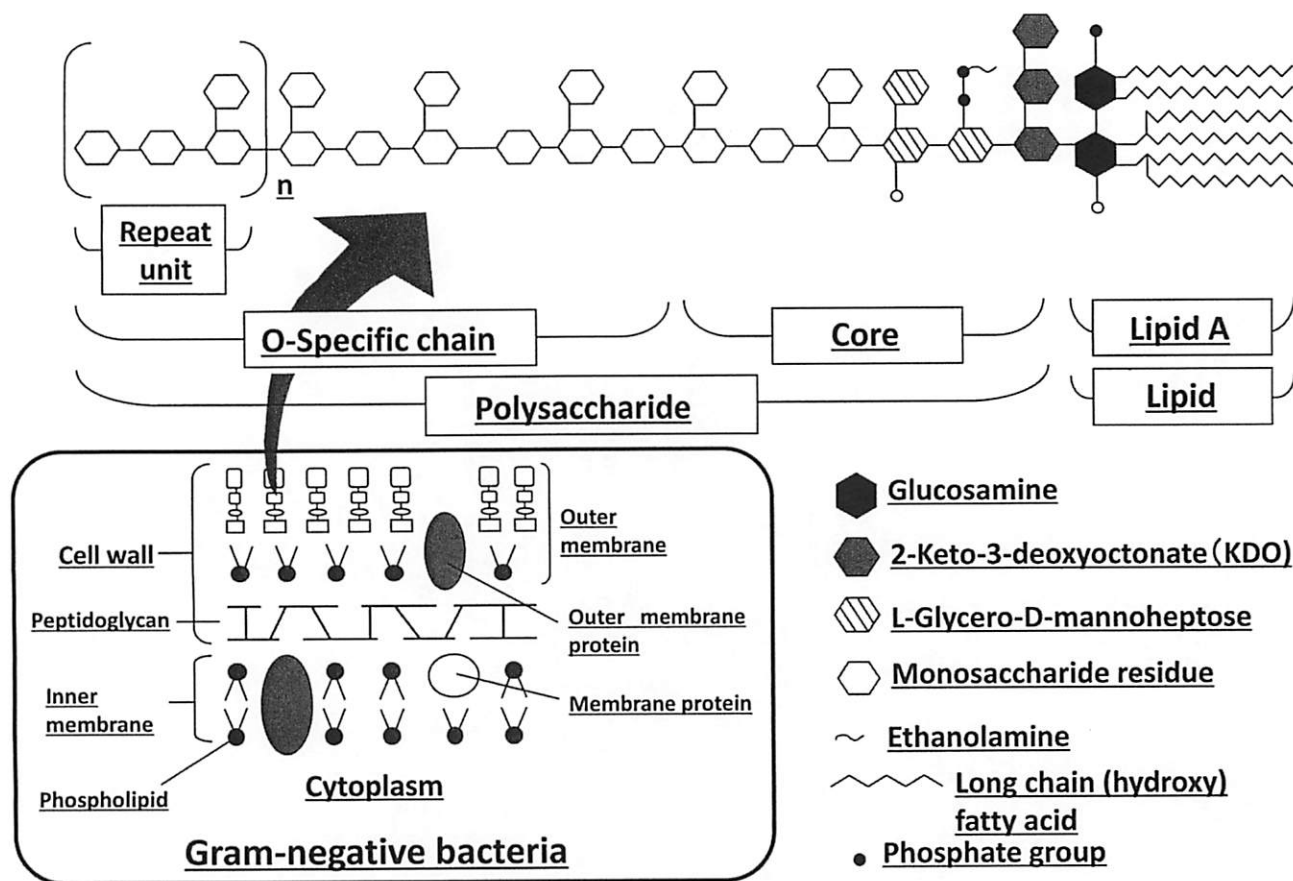 n
Repeat
unit
O-Specific chain
Core
Lipid A
Polysaccharide
Lipid
Cell wall
Outer
membrane
Peptidoglycan
Outer membrane
protein
Inner
membrane
Membrane protein
Phospholipid
Cytoplasm
Gram-negative bacteria
Glucosamine
2-Keto-3-deoxyoctonate(KDO)
L-Glycero-D-mannoheptose
Monosaccharide residue
Ethanolamine
Long chain (hydroxy)
fatty acid
Phosphate group